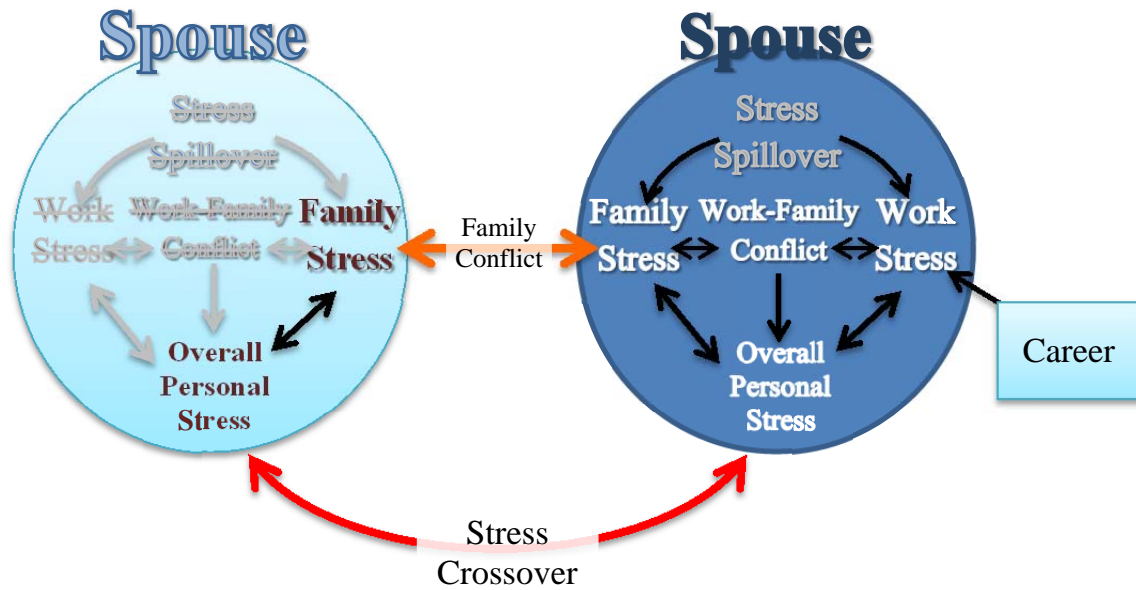 Spouse
Stress
Spillover
Work Work-Family Family
Stress Conflict Stress
Overall
Personal
Stress
Family
Conflict
Spouse
Stress
Spillover
Family Work-Family Work
Stress Conflict Stress
Overall
Personal
Stress
Career
Stress
Crossover